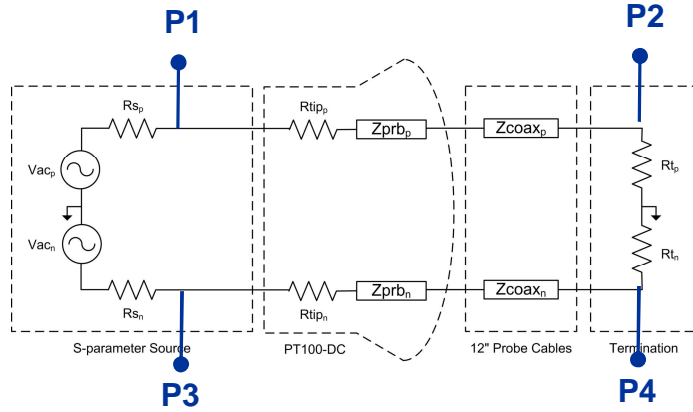 P1
P2
Rsₚ
Rtipₚ
Zprbₚ
Zcoaxₚ
Vacₚ
Rtₚ
Vacₙ
Rtₙ
Rsₙ
Rtipₙ
Zprbₙ
Zcoaxₙ
S-parameter Source
PT100-DC
12" Probe Cables
Termination
P3
P4